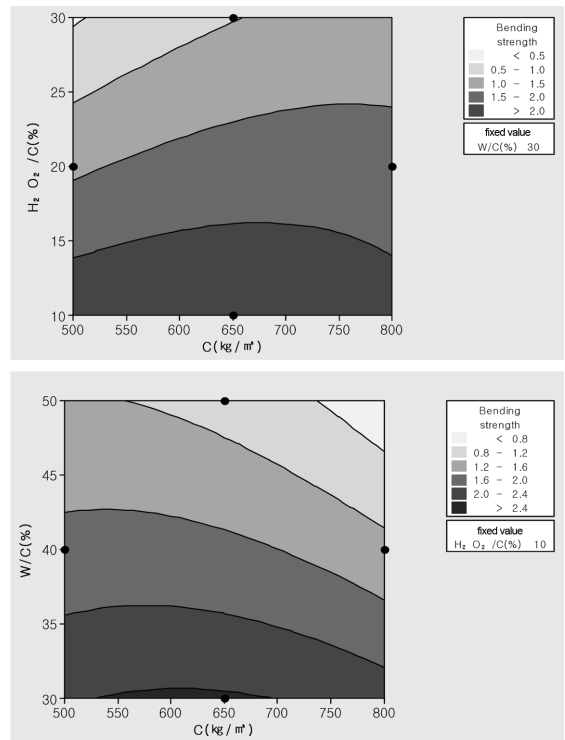 30
25
20
15
10
H₂ O₂ /C(%)
500 550 600 650 700 750 800
C(㎏/㎥)
Bending
strength
< 0.5
0.5 - 1.0
1.0 - 1.5
1.5 - 2.0
> 2.0
fixed value
W/C(%) 30
50
45
40
35
30
W/C(%)
500 550 600 650 700 750 800
C(㎏/㎥)
Bending
strength
< 0.8
0.8 - 1.2
1.2 - 1.6
1.6 - 2.0
2.0 - 2.4
> 2.4
fixed value
H₂ O₂ /C(%) 10